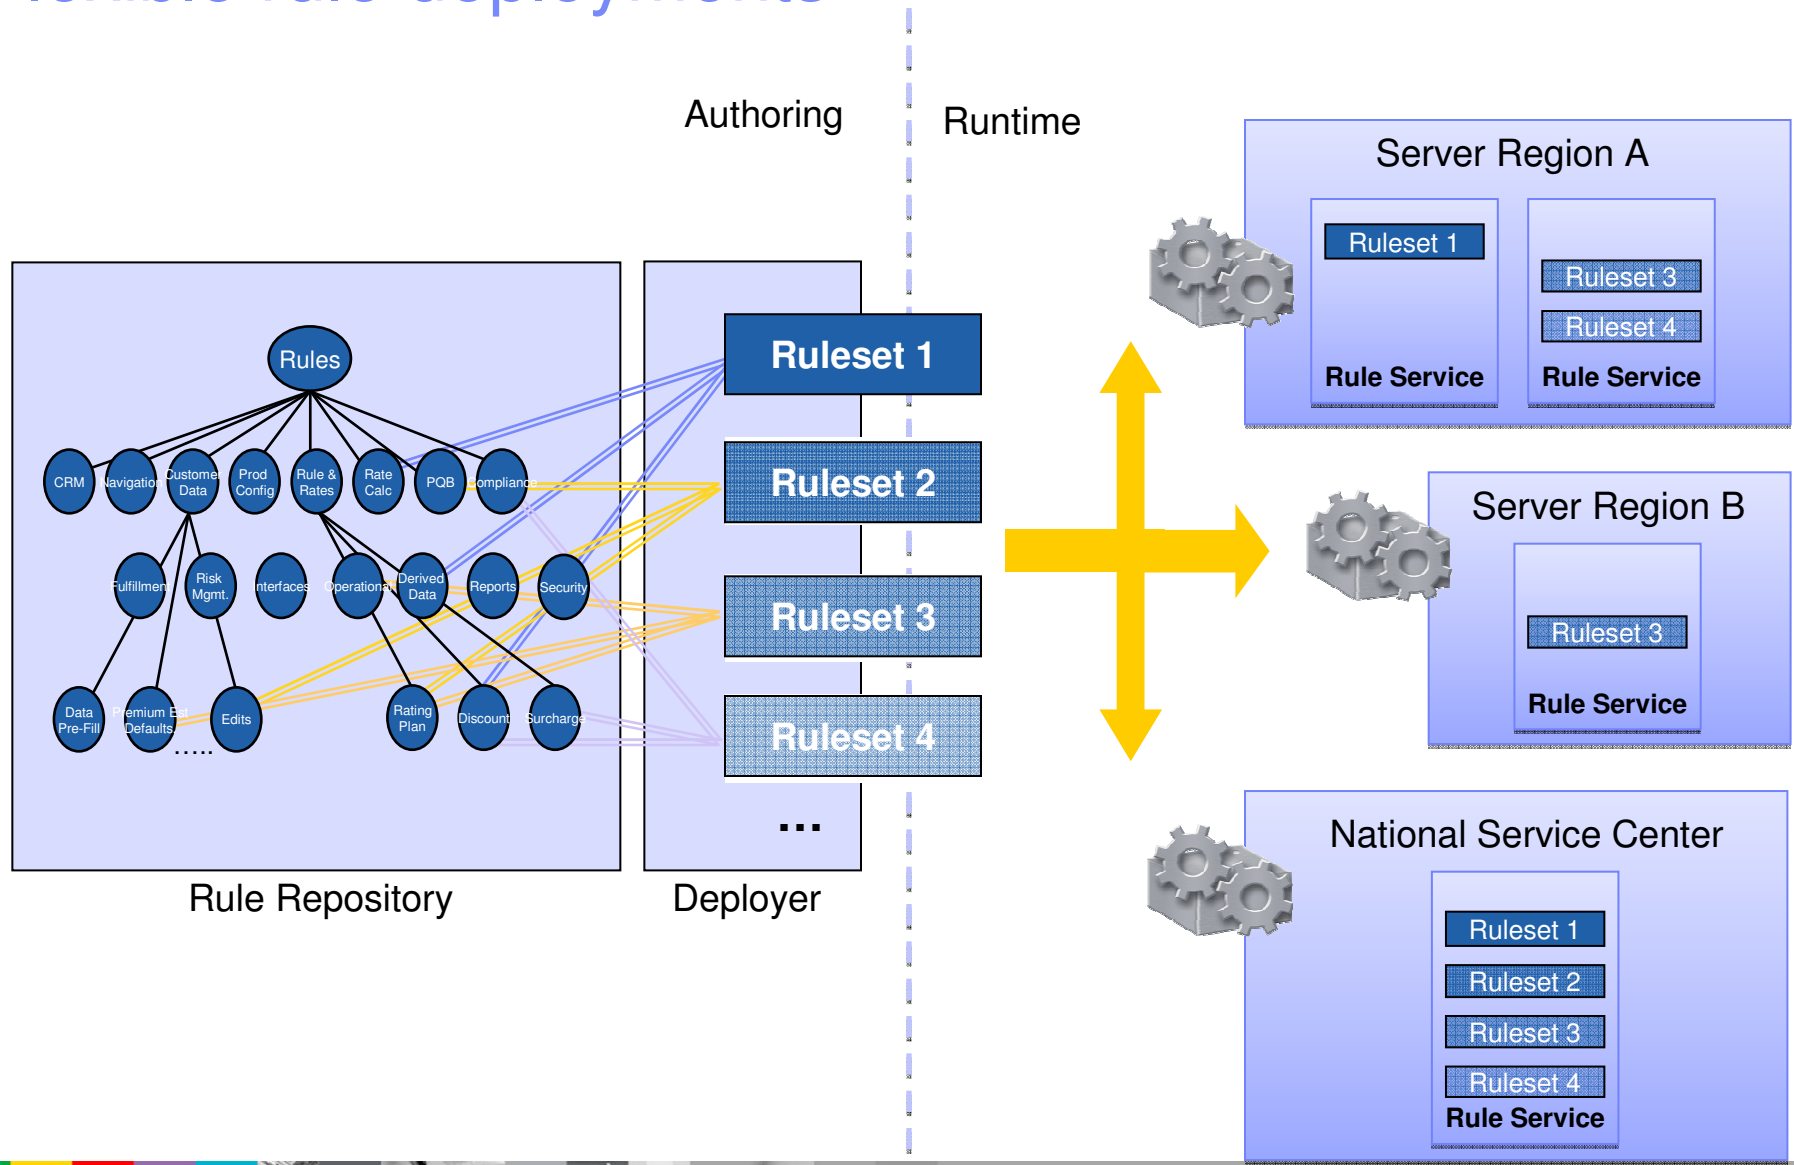 flexible rule deployments
Authoring
Runtime
Rules
CRM
Navigation
Customer
Data
Prod
Config
Rule &
Rates
Rate
Calc
PQB
Compliance
Fulfillment
Risk
Mgmt.
Interfaces
Operational
Derived
Data
Reports
Security
Data
Pre-Fill
Premium Est
Defaults.
.....
Edits
Rating
Plan
Discount
Surcharge
Rule Repository
Ruleset 1
Ruleset 2
Ruleset 3
Ruleset 4
...
Deployer
Server Region A
Ruleset 1
Rule Service
Ruleset 3
Ruleset 4
Rule Service
Server Region B
Ruleset 3
Rule Service
National Service Center
Ruleset 1
Ruleset 2
Ruleset 3
Ruleset 4
Rule Service